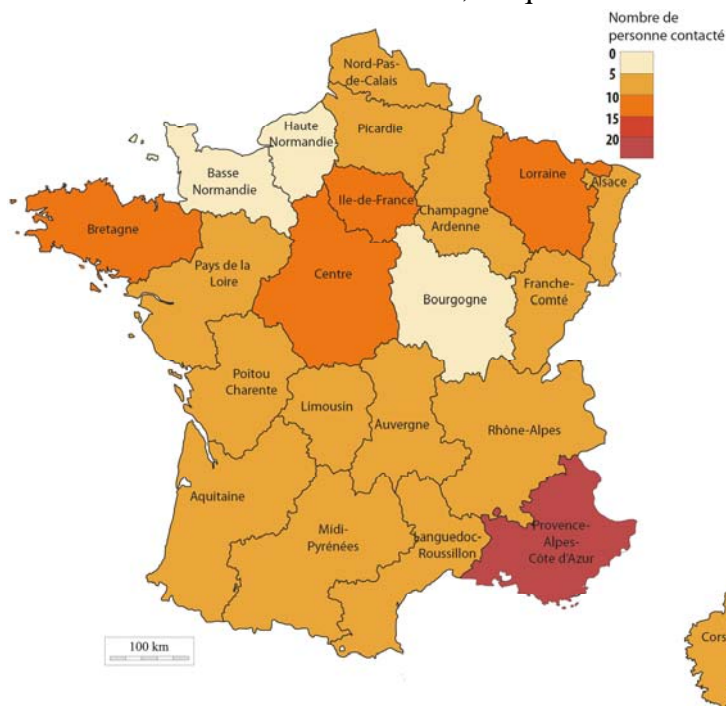 Nombre de
personne contacté
0
5
10
15
20
Nord-Pas-
de-Calais
Picardie
Haute
Normandie
Basse
Normandie
Ile-de-France
Champagne
Ardenne
Lorraine
Alsace
Bretagne
Pays de la
Loire
Centre
Bourgogne
Franche-
Comté
Poitou
Charente
Limousin
Auvergne
Rhône-Alpes
Aquitaine
Midi-
Pyrénées
Languedoc-
Roussillon
Provence-
Alpes-
Côte d'Azur
Cors
100 km